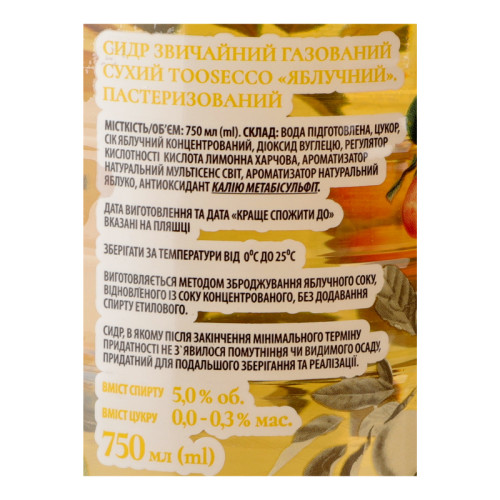 СИДР ЗВИЧАЙНИЙ ГАЗОВАНИЙ
СУХИЙ TOOSECCO «ЯБЛУЧНИЙ».
ПАСТЕРИЗОВАНИЙ
МІСТКІСТЬ/ОБ'ЄМ: 750 мл (ml). СКЛАД: ВОДА ПІДГОТОВЛЕНА, ЦУКОР,
СІК ЯБЛУЧНИЙ КОНЦЕНТРОВАНИЙ, ДІОКСИД ВУГЛЕЦЮ, РЕГУЛЯТОР
КИСЛОТНОСТІ КИСЛОТА ЛИМОННА ХАРЧОВА, АРОМАТИЗАТОР
НАТУРАЛЬНИЙ МУЛЬТІСЕНС СВІТ, АРОМАТИЗАТОР НАТУРАЛЬНИЙ
ЯБЛУКО, АНТИОКСИДАНТ КАЛІЮ МЕТАБІСУЛЬФІТ.
ДАТА ВИГОТОВЛЕННЯ ТА ДАТА «КРАЩЕ СПОЖИТИ ДО»
ВКАЗАНІ НА ПЛЯШЦІ
ЗБЕРІГАТИ ЗА ТЕМПЕРАТУРИ ВІД 0°С ДО 25°С
ВИГОТОВЛЯЄТЬСЯ МЕТОДОМ ЗБРОДЖУВАННЯ ЯБЛУЧНОГО СОКУ,
ВІДНОВЛЕНОГО ІЗ СОКУ КОНЦЕНТРОВАНОГО, БЕЗ ДОДАВАННЯ
СПИРТУ ЕТИЛОВОГО.
СИДР, В ЯКОМУ ПІСЛЯ ЗАКІНЧЕННЯ МІНІМАЛЬНОГО ТЕРМІНУ
ПРИДАТНОСТІ НЕ З`ЯВИЛОСЯ ПОМУТНІННЯ ЧИ ВИДИМОГО ОСАДУ,
ПРИДАТНИЙ ДЛЯ ПОДАЛЬШОГО ЗБЕРІГАННЯ ТА РЕАЛІЗАЦІЇ.
ВМІСТ СПИРТУ 5,0 % об.
ВМІСТ ЦУКРУ 0,0 - 0,3 % мас.
750 мл (ml)